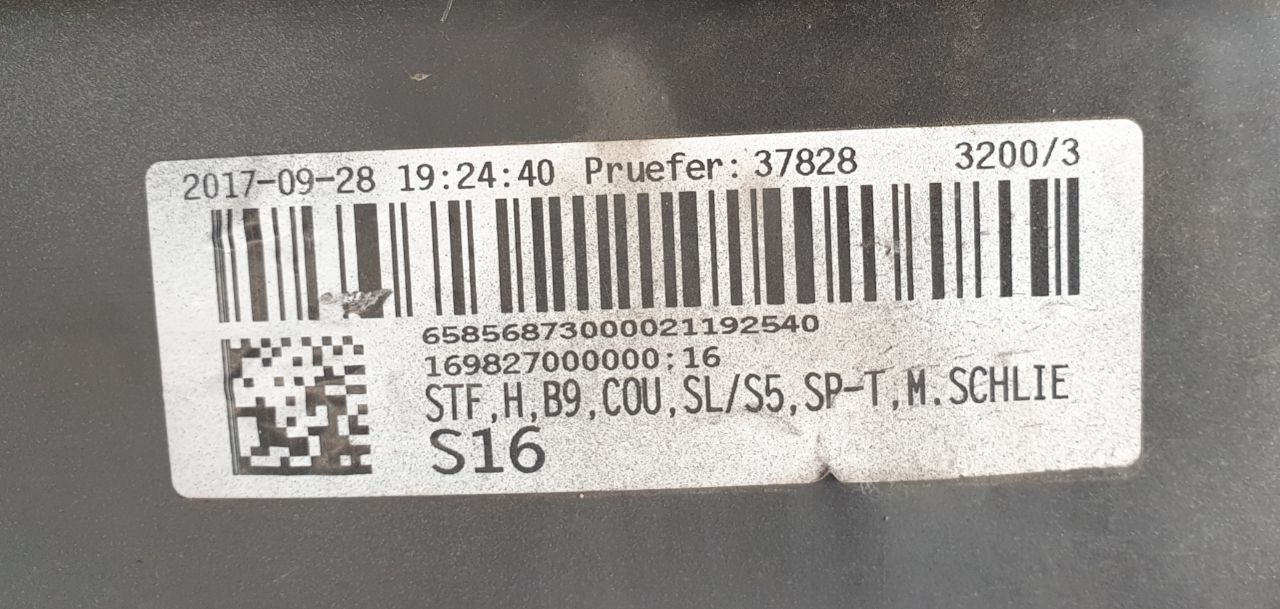 2017-09-28 19:24:40 Pruefer: 37828 3200/3
65856873000021192540
169827000000:16
STF,H,B9,COU,SL/S5,SP-T,M.SCHLIE
S16